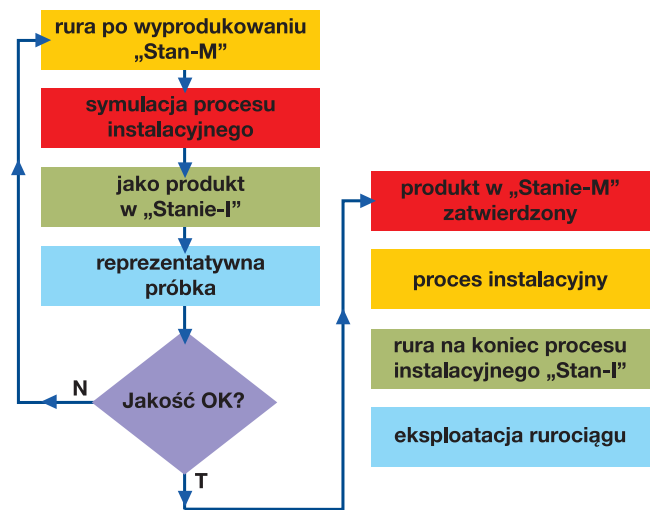 rura po wyprodukowaniu
„Stan-M”
symulacja procesu
instalacyjnego
jako produkt
w „Stanie-I”
reprezentatywna
próbka
Jakość OK?
N
T
produkt w „Stanie-M”
zatwierdzony
proces instalacyjny
rura na koniec procesu
instalacyjnego „Stan-I”
eksploatacja rurociągu